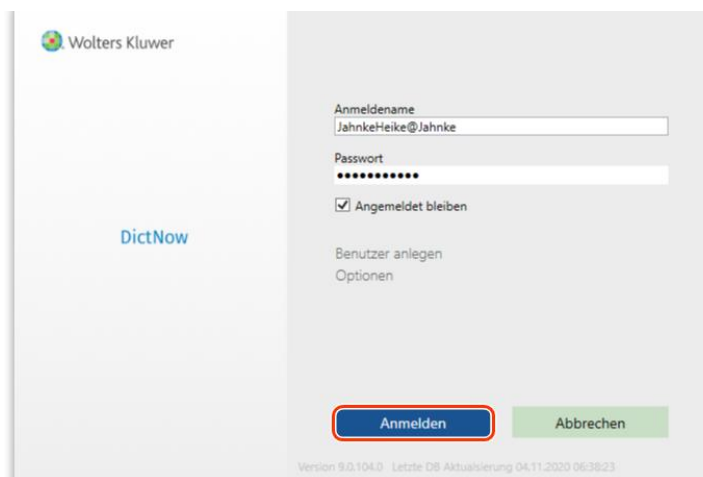 Wolters Kluwer
Anmeldename
JahnkeHeike@Jahnke
Passwort
•••••••••••
Angemeldet bleiben
DictNow
Benutzer anlegen
Optionen
Anmelden
Abbrechen
Version 9.0.104.0 Letzte DB Aktualisierung 04.11.2020 06:38:23